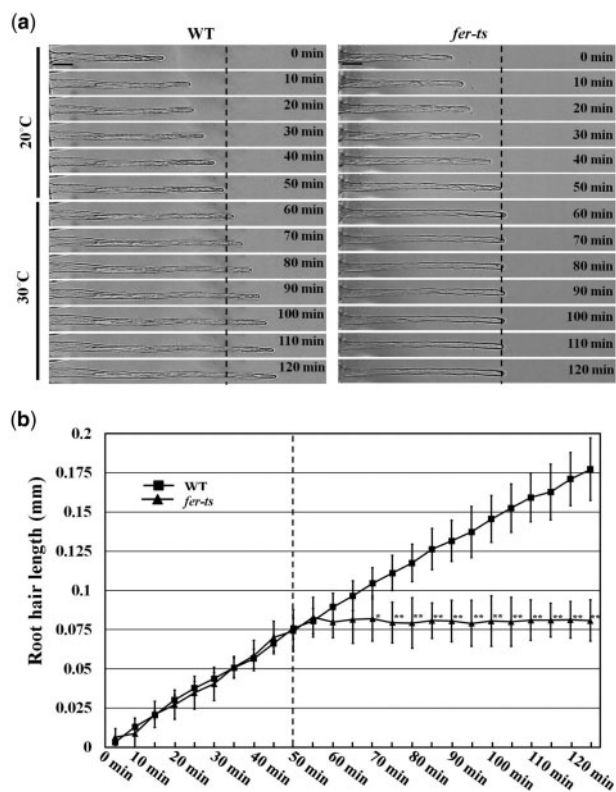 (a)
WT
fer-ts
20°C
0 min
10 min
20 min
30 min
40 min
50 min
30°C
60 min
70 min
80 min
90 min
100 min
110 min
120 min
0 min
10 min
20 min
30 min
40 min
50 min
60 min
70 min
80 min
90 min
100 min
110 min
120 min
(b)
Root hair length (mm)
0.2
0.175
0.15
0.125
0.1
0.075
0.05
0.025
0
WT
fer-ts
* ** ** ** ** ** ** ** ** ** ** **
0 min
10 min
20 min
30 min
40 min
50 min
60 min
70 min
80 min
90 min
100 min
110 min
120 min